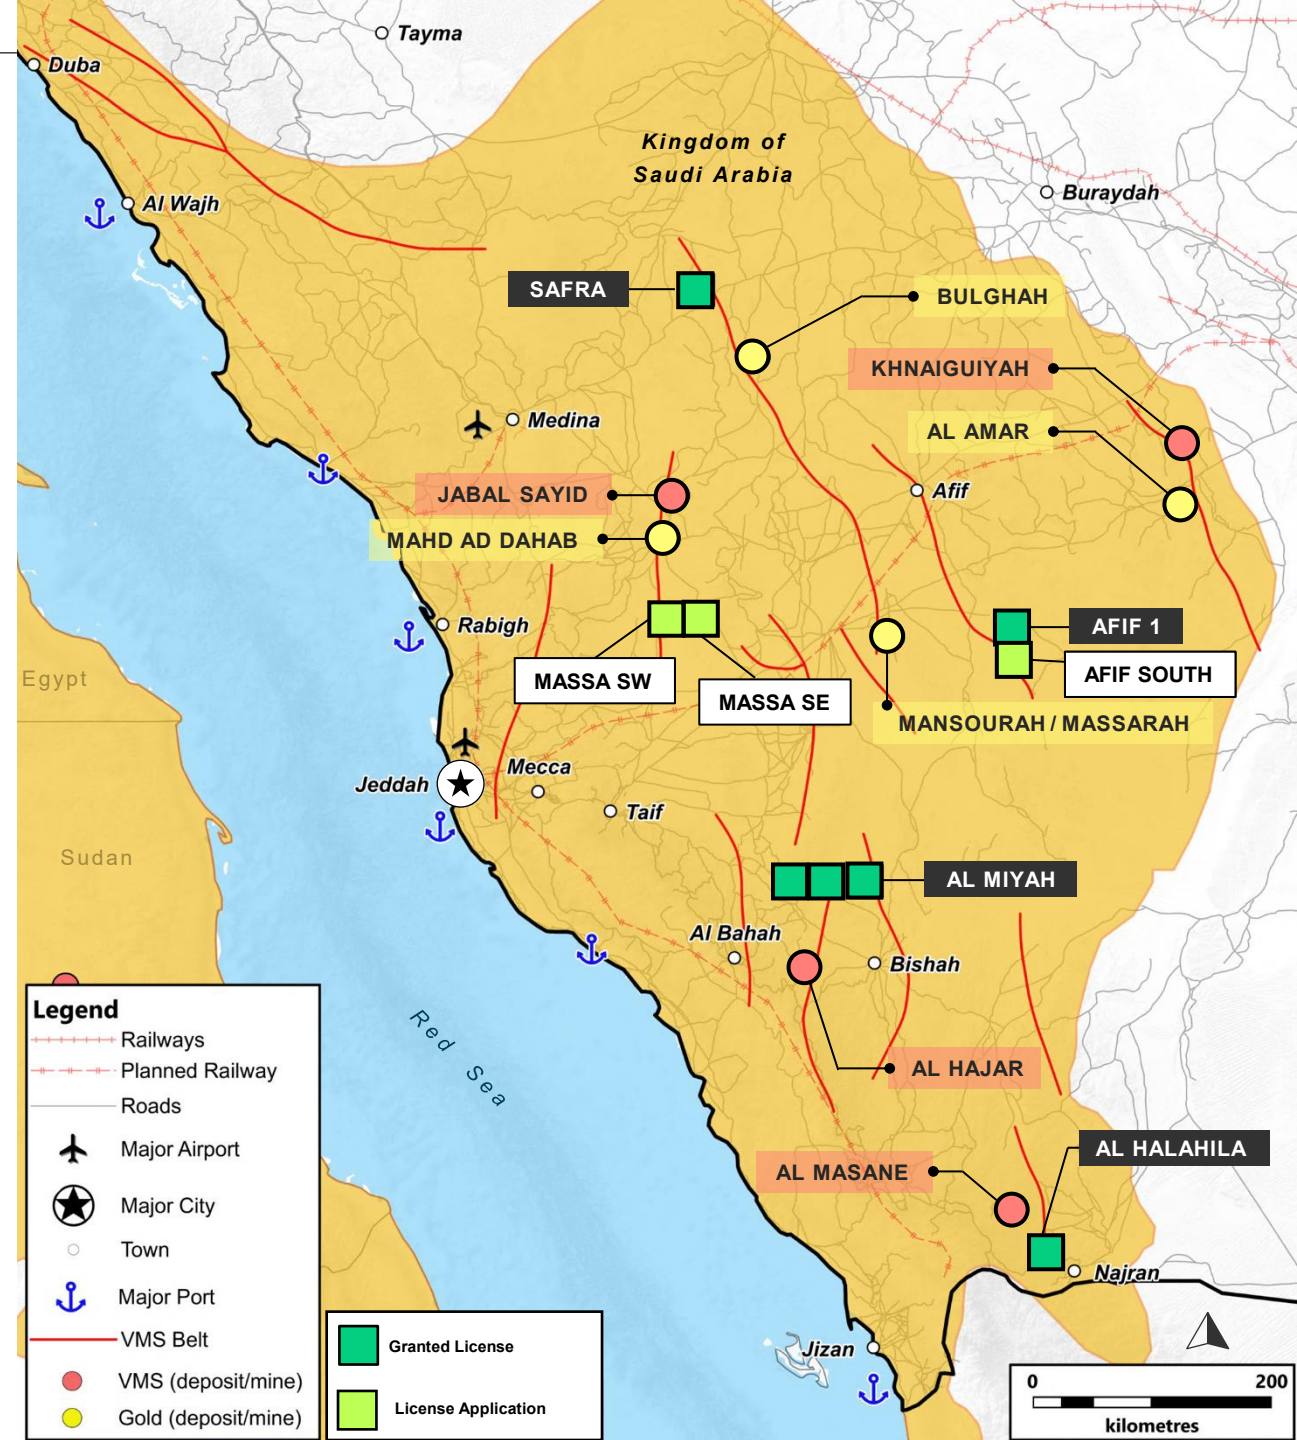 Tayma
Duba
Kingdom of
Saudi Arabia
Buraydah
Al Wajh
SAFRA
BULGHAH
KHNAIGUIYAH
Medina
AL AMAR
JABAL SAYID
Afif
MAHD AD DAHAB
Rabigh
AFIF 1
Egypt
MASSA SW
AFIF SOUTH
MASSA SE
MANSOURAH / MASSARAH
Mecca
Jeddah
Taif
Sudan
AL MIYAH
Al Bahah
Bishah
Red Sea
AL HAJAR
AL HALAHILA
AL MASANE
Najran
Jizan
Legend
Railways
Planned Railway
Roads
Major Airport
Major City
Town
Major Port
VMS Belt
VMS (deposit/mine)
Gold (deposit/mine)
Granted License
License Application
0 200
kilometres